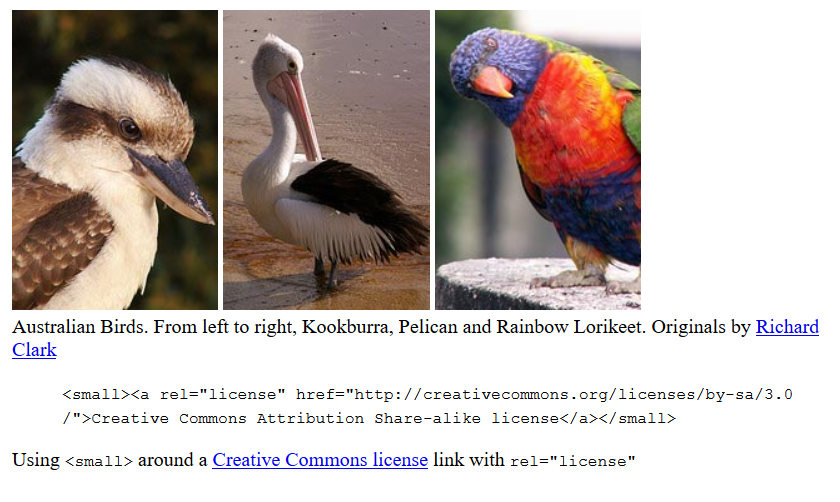 Australian Birds. From left to right, Kookburra, Pelican and Rainbow Lorikeet. Originals by Richard
Clark
<small><a rel="license" href="http://creativecommons.org/licenses/by-sa/3.0
/">Creative Commons Attribution Share-alike license</a></small>
Using <small> around a Creative Commons license link with rel="license"